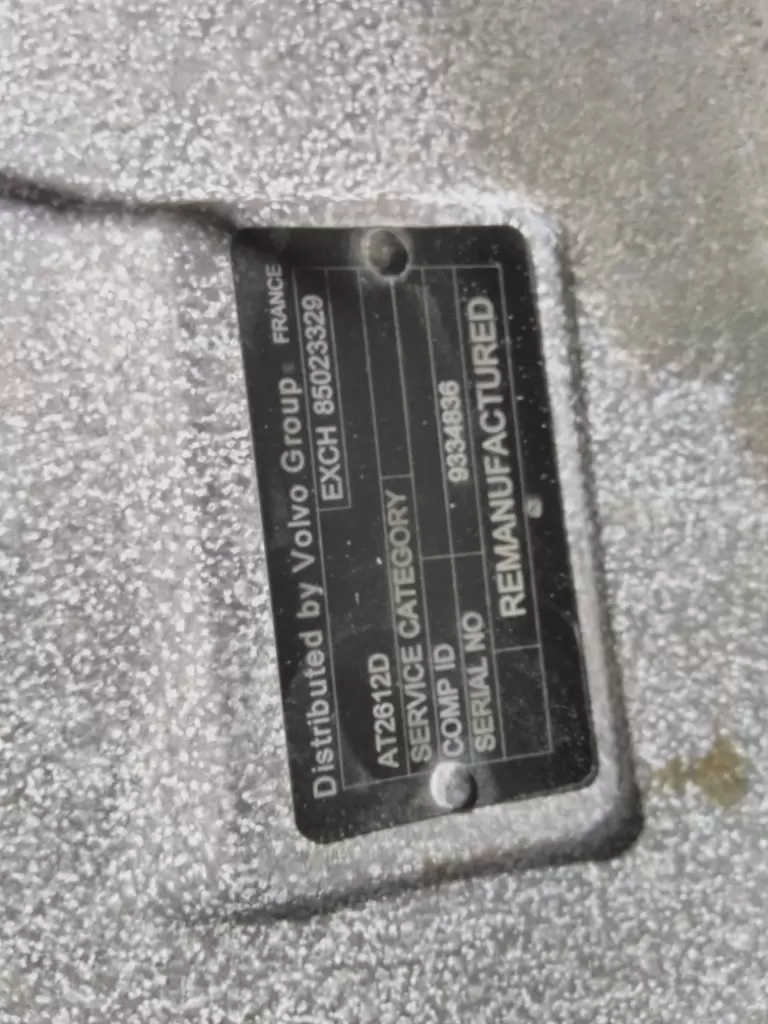 Distributed by Volvo Group FRANCE
EXCH 85023329
AT2612D
SERVICE CATEGORY
COMP ID
SERIAL NO 9334836
REMANUFACTURED